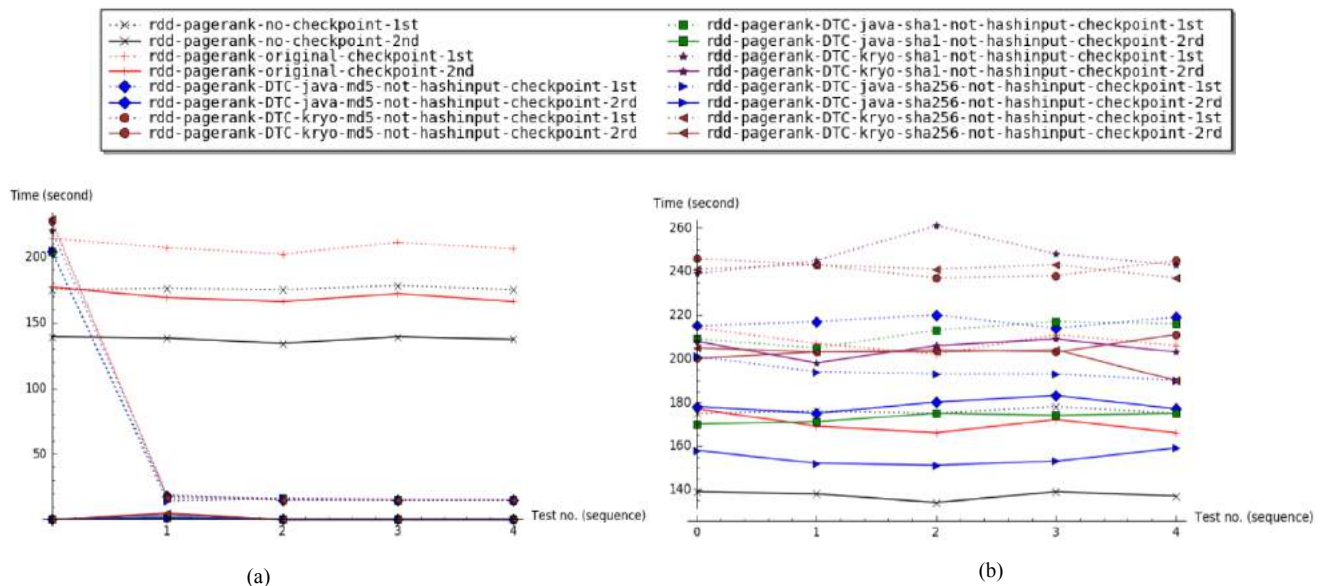 rdd-pagerank-no-checkpoint-1st
rdd-pagerank-no-checkpoint-2nd
rdd-pagerank-original-checkpoint-1st
rdd-pagerank-original-checkpoint-2nd
rdd-pagerank-DTC-java-md5-not-hashinput-checkpoint-1st
rdd-pagerank-DTC-java-md5-not-hashinput-checkpoint-2rd
rdd-pagerank-DTC-kryo-md5-not-hashinput-checkpoint-1st
rdd-pagerank-DTC-kryo-md5-not-hashinput-checkpoint-2rd
rdd-pagerank-DTC-java-sha1-not-hashinput-checkpoint-1st
rdd-pagerank-DTC-java-sha1-not-hashinput-checkpoint-2rd
rdd-pagerank-DTC-kryo-sha1-not-hashinput-checkpoint-1st
rdd-pagerank-DTC-kryo-sha1-not-hashinput-checkpoint-2rd
rdd-pagerank-DTC-java-sha256-not-hashinput-checkpoint-1st
rdd-pagerank-DTC-java-sha256-not-hashinput-checkpoint-2rd
rdd-pagerank-DTC-kryo-sha256-not-hashinput-checkpoint-1st
rdd-pagerank-DTC-kryo-sha256-not-hashinput-checkpoint-2rd
Time (second)
200
150
100
50
Test no. (sequence)
1 2 3 4
(a)
Time (second)
260
240
220
200
180
160
140
Test no. (sequence)
0 1 2 3 4
(b)